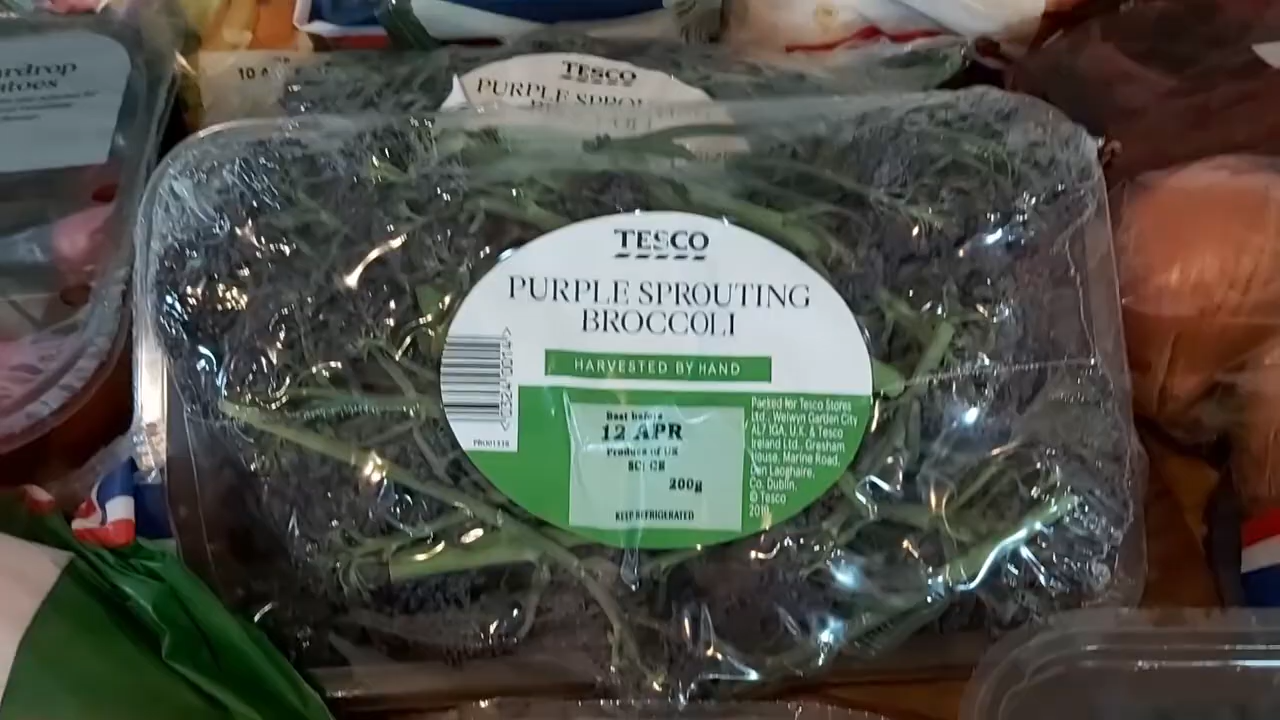 TESCO
PURPLE SPROUTING
BROCCOLI
HARVESTED BY HAND
Best before
12 APR
Produce of UK
200g
KEEP REFRIGERATED
Packed for Tesco Stores
Ltd., Welwyn Garden City
AL7 1GA, U.K. & Tesco
Ireland Ltd., Gresham
House, Marine Road,
Dun Laoghaire,
Co. Dublin.
© Tesco
2019
TESCO
PURPLE
10